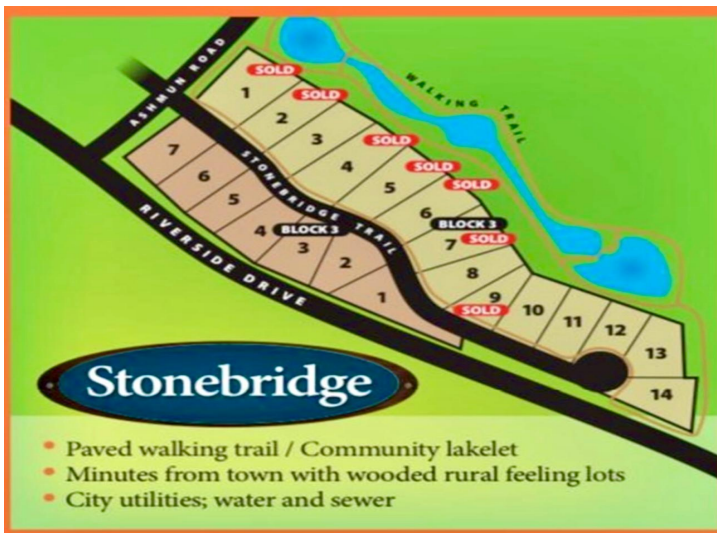 ASHMUN ROAD
WALKING TRAIL
SOLD
1
SOLD
2
SOLD
3
SOLD
4
SOLD
5
6
BLOCK 3
7
SOLD
8
9
SOLD
10
11
12
13
14
STONEBRIDGE TRAIL
7
6
5
4
BLOCK 3
3
2
1
RIVERSIDE DRIVE
Stonebridge
• Paved walking trail / Community lakelet
• Minutes from town with wooded rural feeling lots
• City utilities; water and sewer